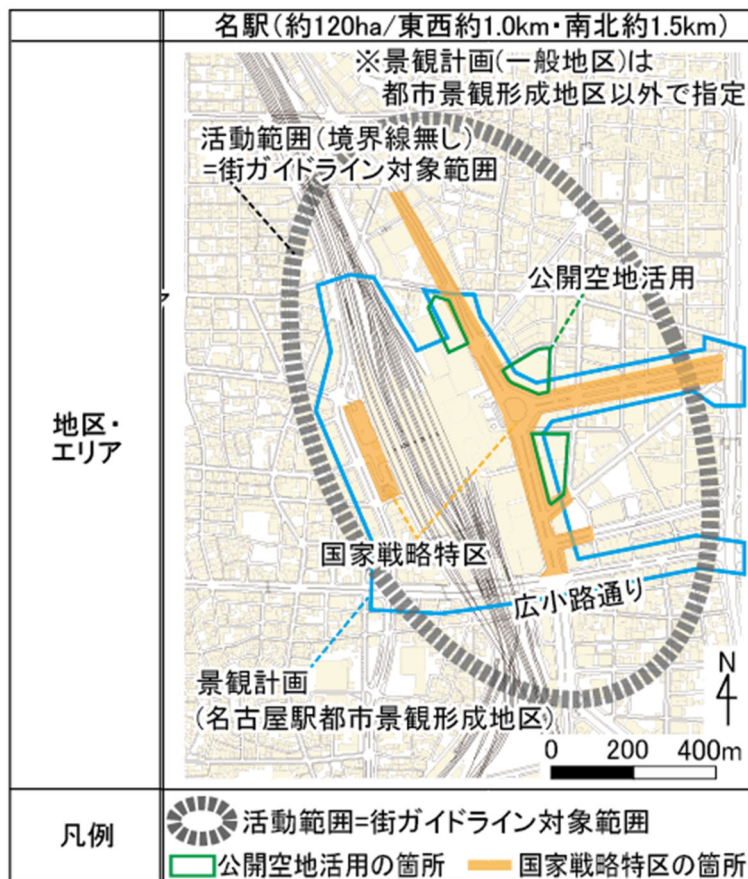 名駅(約120ha/東西約1.0km・南北約1.5km)
※景観計画(一般地区)は
都市景観形成地区以外で指定
活動範囲(境界線無し)
=街ガイドライン対象範囲
公開空地活用
地区・
エリア
国家戦略特区
広小路通り
景観計画
(名古屋駅都市景観形成地区)
N
0 200 400m
凡例
活動範囲=街ガイドライン対象範囲
公開空地活用の箇所 国家戦略特区の箇所